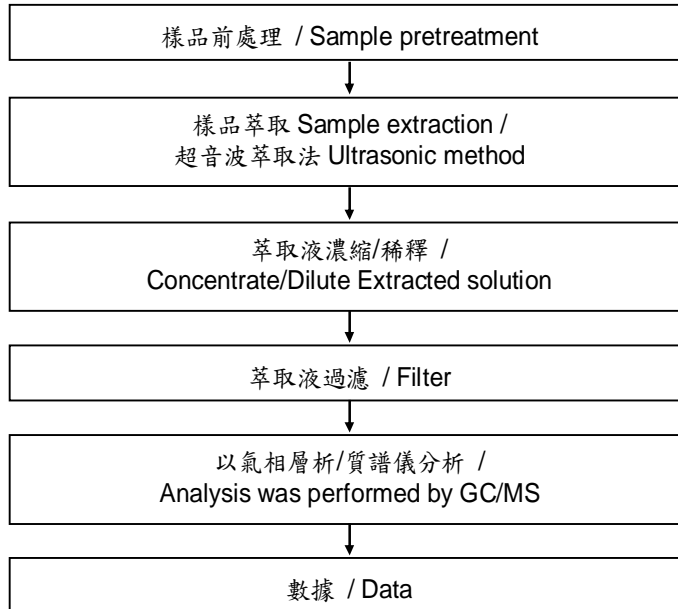 樣品前處理 / Sample pretreatment
樣品萃取 Sample extraction /
超音波萃取法 Ultrasonic method
萃取液濃縮/稀釋 /
Concentrate/Dilute Extracted solution
萃取液過濾 / Filter
以氣相層析/質譜儀分析 /
Analysis was performed by GC/MS
數據 / Data